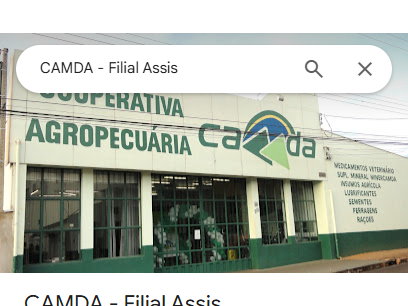 CAMDA - Filial Assis
COOPERATIVA
AGROPECUÁRIA camda
MEDICAMENTOS VETERINÁRIO
SUPL. MINERAL MINERCAMDA
INSUMOS AGRÍCOLA
LUBRIFICANTES
SEMENTES
FERRAGENS
RAÇÕES
CAMDA - Filial Assis